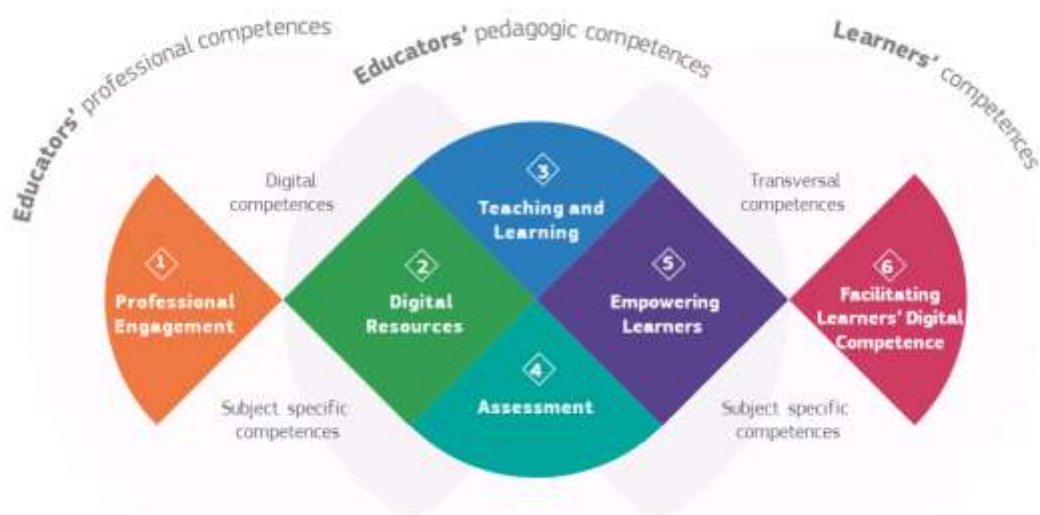 Educators' professional competences
Educators' pedagogic competences
Learners' competences
Digital
competences
Transversal
competences
1
Professional
Engagement
2
Digital
Resources
3
Teaching and
Learning
4
Assessment
5
Empowering
Learners
6
Facilitating
Learners' Digital
Competence
Subject specific
competences
Subject specific
competences